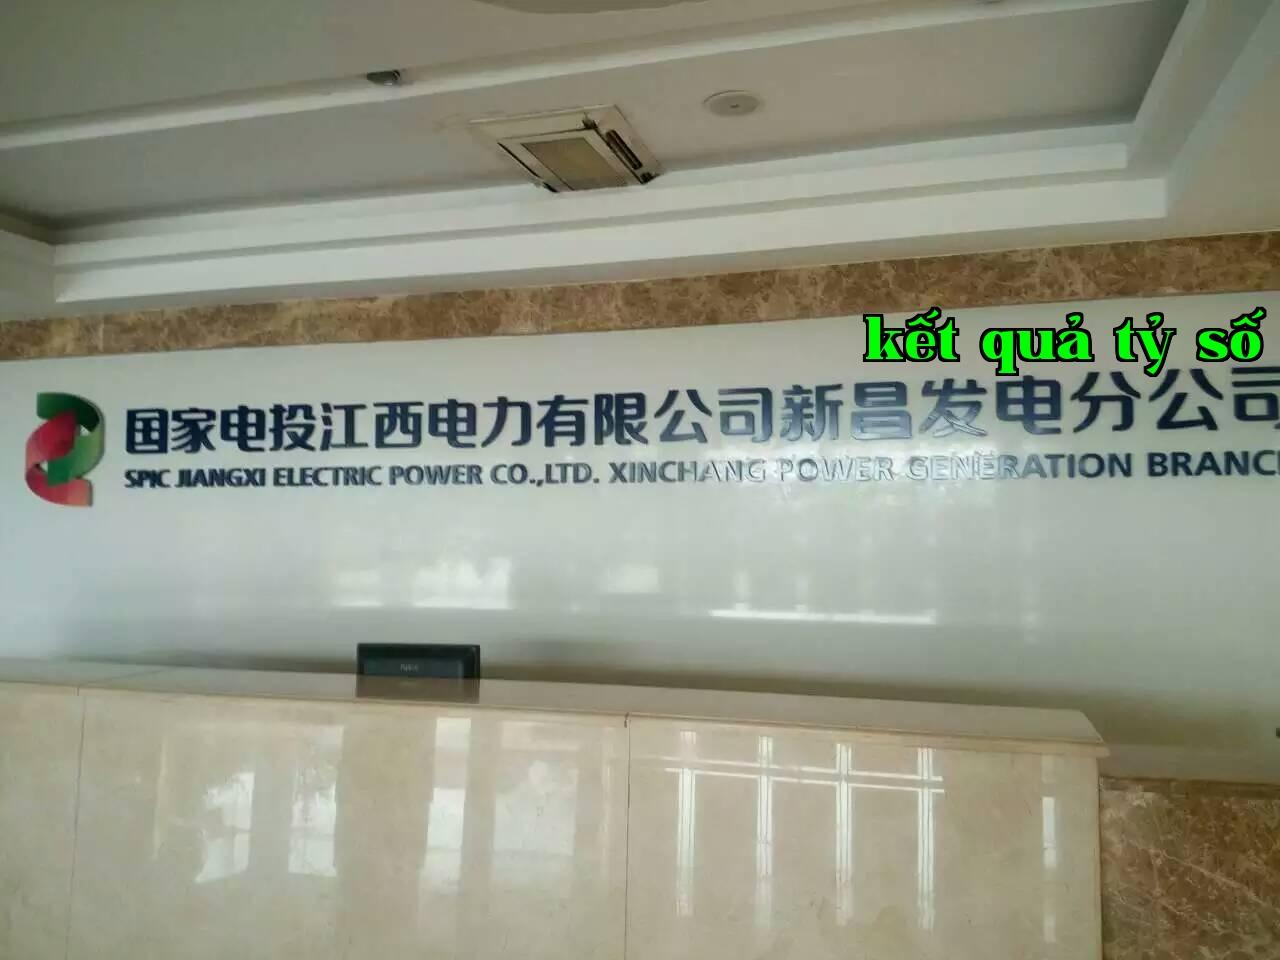 kết quả tỷ số
国家电投江西电力有限公司新昌发电分公司
SPIC JIANGXI ELECTRIC POWER CO.,LTD. XINCHANG POWER GENERATION BRANCH